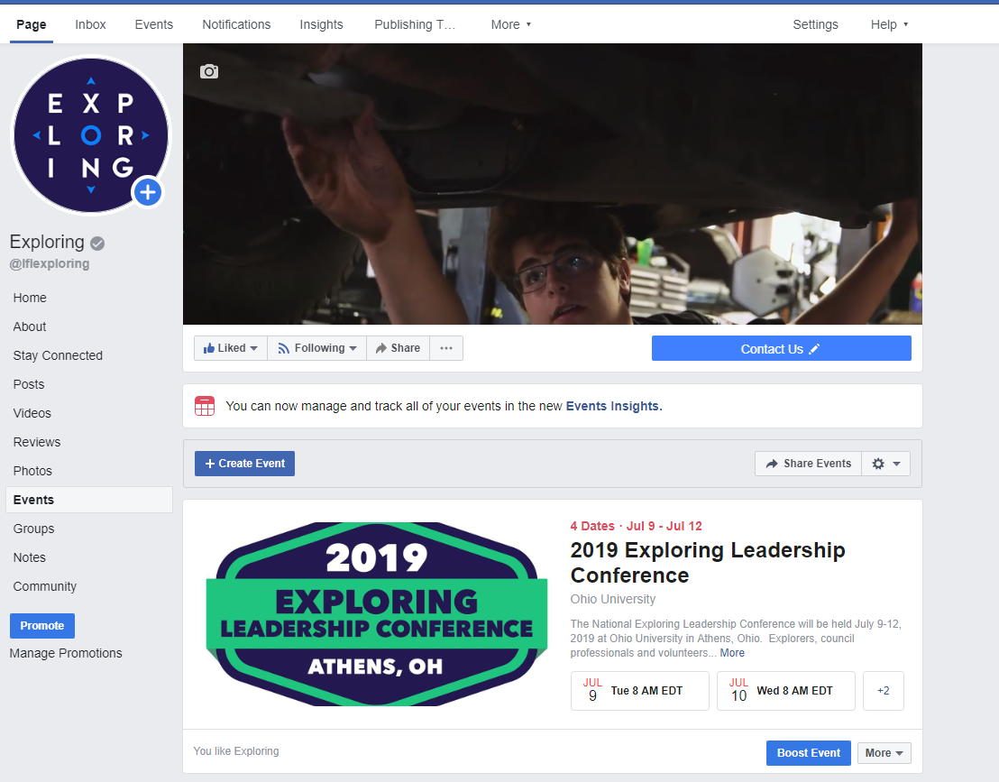 Page Inbox Events Notifications Insights Publishing T... More Settings Help
E X P
L O R
I N G
Exploring
@lflexploring
Home
About
Stay Connected
Posts
Videos
Reviews
Photos
Events
Groups
Notes
Community
Promote
Manage Promotions
Liked Following Share ... Contact Us
You can now manage and track all of your events in the new Events Insights.
+ Create Event Share Events
2019
EXPLORING
LEADERSHIP CONFERENCE
ATHENS, OH
4 Dates · Jul 9 - Jul 12
2019 Exploring Leadership
Conference
Ohio University
The National Exploring Leadership Conference will be held July 9-12,
2019 at Ohio University in Athens, Ohio. Explorers, council
professionals and volunteers... More
JUL 9 Tue 8 AM EDT JUL 10 Wed 8 AM EDT +2
You like Exploring Boost Event More